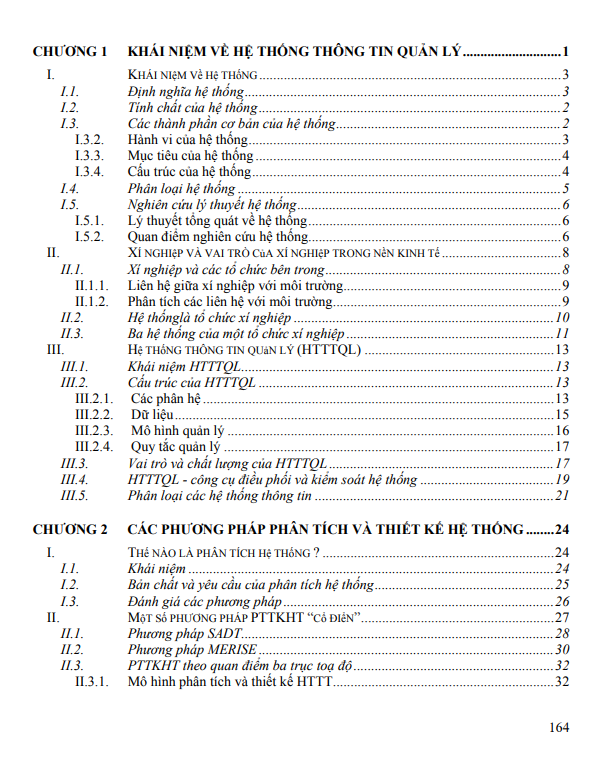 CHƯƠNG 1 KHÁI NIỆM VỀ HỆ THỐNG THÔNG TIN QUẢN LÝ............................1
I. KHÁI NIệM Về Hệ THốNG....................................................................................3
I.1. Định nghĩa hệ thống.........................................................................................3
I.2. Tính chất của hệ thống.....................................................................................2
I.3. Các thành phần cơ bản của hệ thống................................................................2
I.3.2. Hành vi của hệ thống.......................................................................................3
I.3.3. Mục tiêu của hệ thống.....................................................................................4
I.3.4. Cấu trúc của hệ thống......................................................................................4
I.4. Phân loại hệ thống...........................................................................................5
I.5. Nghiên cứu lý thuyết hệ thống..........................................................................6
I.5.1. Lý thuyết tổng quát về hệ thống......................................................................6
I.5.2. Quan điểm nghiên cứu hệ thống......................................................................6
II. XÍ NGHIệP VÀ VAI TRÒ CủA XÍ NGHIệP TRONG NềN KINH Tế ................................8
II.1. Xí nghiệp và các tổ chức bên trong..................................................................8
II.1.1. Liên hệ giữa xí nghiệp với môi trường............................................................9
II.1.2. Phân tích các liên hệ với môi trường...............................................................9
II.2. Hệ thốnglà tổ chức xí nghiệp..........................................................................10
II.3. Ba hệ thống của một tổ chức xí nghiệp...........................................................11
III. Hệ THốNG THÔNG TIN QUảN LÝ (HTTTQL) .......................................................13
III.1. Khái niệm HTTTQL.......................................................................................13
III.2. Cấu trúc của HTTTQL...................................................................................13
III.2.1. Các phân hệ..................................................................................................13
III.2.2. Dữ liệu.........................................................................................................15
III.2.3. Mô hình quản lý...........................................................................................16
III.2.4. Quy tắc quản lý............................................................................................17
III.3. Vai trò và chất lượng của HTTTQL...............................................................17
III.4. HTTTQL - công cụ điều phối và kiểm soát hệ thống.....................................19
III.5. Phân loại các hệ thống thông tin...................................................................21
CHƯƠNG 2 CÁC PHƯƠNG PHÁP PHÂN TÍCH VÀ THIẾT KẾ HỆ THỐNG........24
I. THế NÀO LÀ PHÂN TÍCH Hệ THốNG ? ....................................................................24
I.1. Khái niệm.......................................................................................................24
I.2. Bản chất và yêu cầu của phân tích hệ thống....................................................25
I.3. Đánh giá các phương pháp.............................................................................26
II. MộT Số PHƯƠNG PHÁP PTTKHT “Cổ ĐIểN”.......................................................27
II.1. Phương pháp SADT........................................................................................28
II.2. Phương pháp MERISE...................................................................................30
II.3. PTTKHT theo quan điểm ba trục toạ độ.........................................................32
II.3.1. Mô hình phân tích và thiết kế HTTT.............................................................32
164